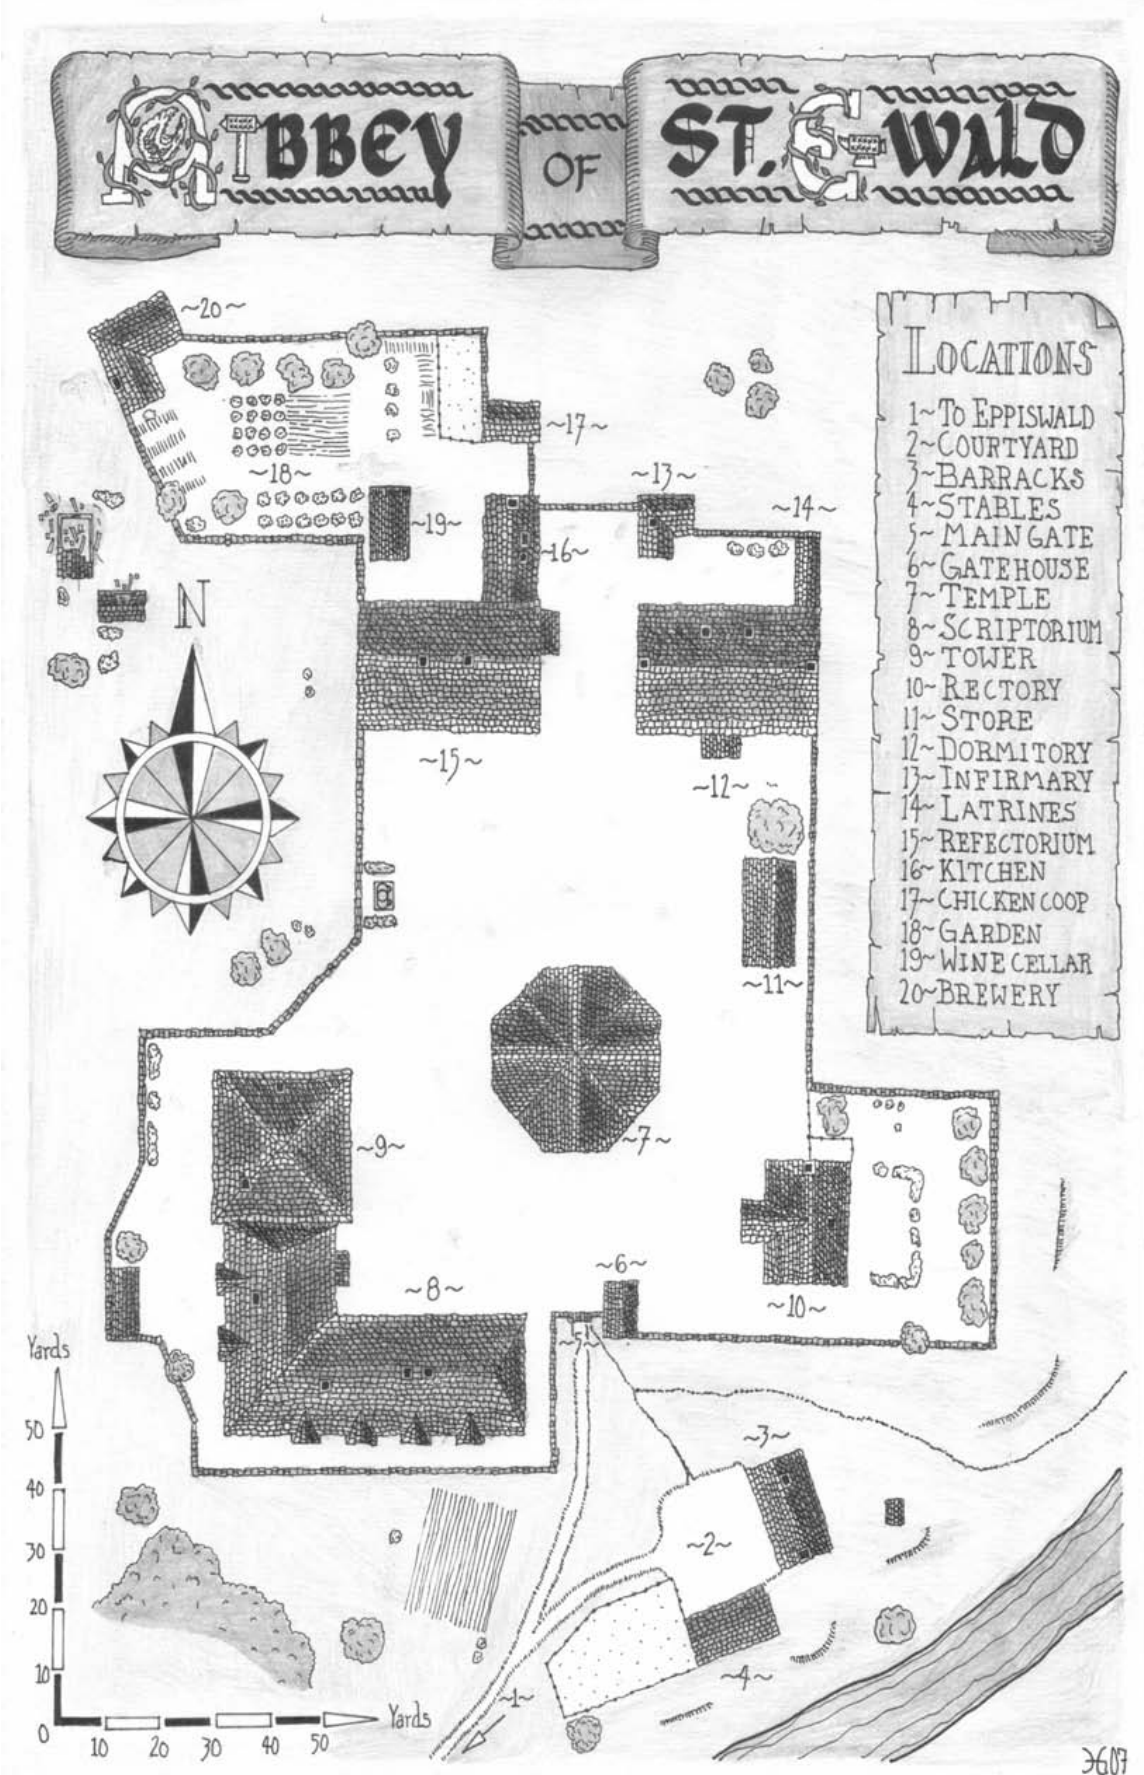 ABBEY OF ST. EWALD
LOCATIONS
1~TO EPPISWALD
2~COURTYARD
3~BARRACKS
4~STABLES
5~MAIN GATE
6~GATEHOUSE
7~TEMPLE
8~SCRIPTORIUM
9~TOWER
10~RECTORY
11~STORE
12~DORMITORY
13~INFIRMARY
14~LATRINES
15~REFECTORIUM
16~KITCHEN
17~CHICKEN COOP
18~GARDEN
19~WINE CELLAR
20~BREWERY
~20~
~17~
~18~
~13~
~14~
~19~
~16~
N
~15~
~12~
~11~
~9~
~7~
~6~
~8~
~10~
~5~
Yards
50
40
30
20
10
0
10 20 30 40 50 Yards
~3~
~2~
~4~
~1~